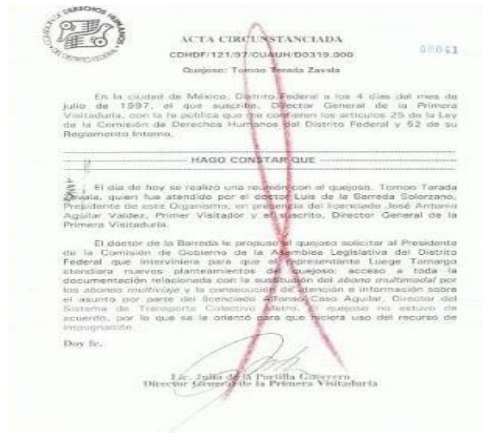 DERECHOS HUMANOS
DEL DISTRITO FEDERAL
ACTA CIRCUNSTANCIADA
CDHDF/121/97/CUAUH/D0319.000
Quejoso: Tomoo Terada Zavala
En la ciudad de México, Distrito Federal a los 4 días del mes de
julio de 1997, el que suscribe, Director General de la Primera
Visitaduría, con la fe pública que me confieren los artículos 25 de la Ley
de la Comisión de Derechos Humanos del Distrito Federal y 52 de su
Reglamento Interno,
HAGO CONSTAR QUE
El día de hoy se realizó una reunión con el quejoso, Tomoo Terada
Zavala, quien fue atendido por el doctor Luis de la Barreda Solorzano,
Presidente de este Organismo, en presencia del licenciado José Antonio
Aguilar Valdez, Primer Visitador y el suscrito, Director General de la
Primera Visitaduría.
El doctor de la Barreda le propuso al quejoso solicitar al Presidente
de la Comisión de Gobierno de la Asamblea Legislativa del Distrito
Federal que interviniera para que el representante Luege Tamargo
atendiera nuevos planteamientos del quejoso; acceso a toda la
documentación relacionada con la sustitución del abono multimodal por
los abonos multiviaje y la consecución de atención e información sobre
el asunto por parte del licenciado Alfonso Caso Aguilar, Director del
Sistema de Transporte Colectivo Metro. El quejoso no estuvo de
acuerdo, por lo que se le orientó para que hiciera uso del recurso de
impugnación.
Doy fe.
Lic. Julio de la Portilla Guerrero
Director General de la Primera Visitaduría